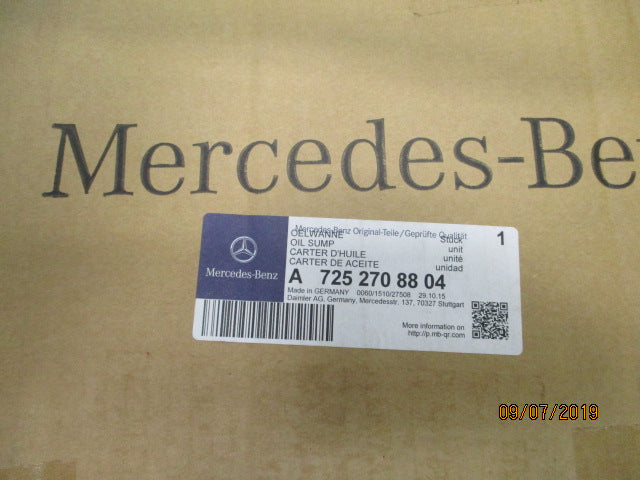 Mercedes-Be
Mercedes-Benz Original-Teile/Geprüfte Qualität
OELWANNE Stück 1
OIL SUMP unit
CARTER D'HUILE unité
CARTER DE ACEITE unidad
Mercedes-Benz
A 725 270 88 04
Made in GERMANY 0060/1510/27508 29.10.15
Daimler AG, Germany, Mercedesstr. 137, 70327 Stuttgart
More information on
http://p.mb-qr.com
09/07/2019